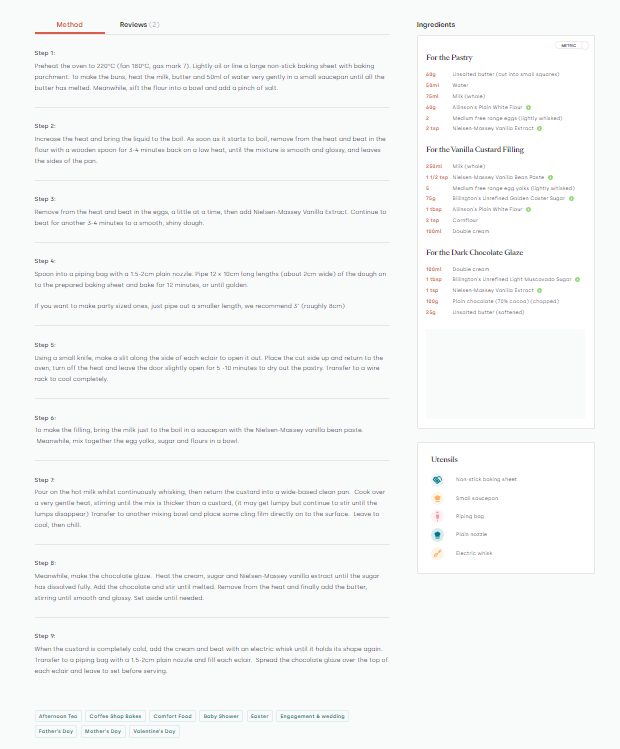 Method
Reviews (2)
Step 1:
Preheat the oven to 220°C (fan 180°C, gas mark 7). Lightly oil or line a large non-stick baking sheet with baking
parchment. To make the buns, heat the milk, butter and 50ml of water very gently in a small saucepan until all the
butter has melted. Meanwhile, sift the flour into a bowl and add a pinch of salt.
Step 2:
Increase the heat and bring the liquid to the boil. As soon as it starts to boil, remove from the heat and beat in the
flour with a wooden spoon for 3-4 minutes back on a low heat, until the mixture is smooth and glossy, and leaves
the sides of the pan.
Step 3:
Remove from the heat and beat in the eggs, a little at a time, then add Nielsen-Massey Vanilla Extract. Continue to
beat for another 3-4 minutes to a smooth, shiny dough.
Step 4:
Spoon into a piping bag with a 1.5-2cm plain nozzle. Pipe 12 x 10cm long lengths (about 2cm wide) of the dough on
to the prepared baking sheet and bake for 12 minutes, or until golden.
If you want to make party sized ones, just pipe out a smaller length, we recommend 3" (roughly 8cm)
Step 5:
Using a small knife, make a slit along the side of each eclair to open it out. Place the cut side up and return to the
oven, turn off the heat and leave the door slightly open for 5 -10 minutes to dry out the pastry. Transfer to a wire
rack to cool completely.
Step 6:
To make the filling, bring the milk just to the boil in a saucepan with the Nielsen-Massey vanilla bean paste.
Meanwhile, mix together the egg yolks, sugar and flours in a bowl.
Step 7:
Pour on the hot milk whilst continuously whisking, then return the custard into a wide-based clean pan. Cook over
a very gentle heat, stirring until the mix is thicker than a custard, (it may get lumpy but continue to stir until the
lumps disappear) Transfer to another mixing bowl and place some cling film directly on to the surface. Leave to
cool, then chill.
Step 8:
Meanwhile, make the chocolate glaze. Heat the cream, sugar and Nielsen-Massey vanilla extract until the sugar
has dissolved fully. Add the chocolate and stir until melted. Remove from the heat and finally add the butter,
stirring until smooth and glossy. Set aside until needed.
Step 9:
When the custard is completely cold, add the cream and beat with an electric whisk until it holds its shape again.
Transfer to a piping bag with a 1.5-2cm plain nozzle and fill each eclair. Spread the chocolate glaze over the top of
each eclair and leave to set before serving.
Afternoon Tea
Coffee Shop Bakes
Comfort Food
Baby Shower
Easter
Engagement & wedding
Father's Day
Mother's Day
Valentine's Day
Ingredients
METRIC
For the Pastry
60g Unsalted butter (cut into small squares)
50ml Water
75ml Milk (whole)
60g Allinson's Plain White Flour
2 Medium free range eggs (lightly whisked)
2 tsp Nielsen-Massey Vanilla Extract
For the Vanilla Custard Filling
250ml Milk (whole)
1 1/2 tsp Nielsen-Massey Vanilla Bean Paste
5 Medium free range egg yolks (lightly whisked)
75g Billington's Unrefined Golden Caster Sugar
1 tbsp Allinson's Plain White Flour
2 tsp Cornflour
100ml Double cream
For the Dark Chocolate Glaze
100ml Double cream
1 tbsp Billington's Unrefined Light Muscovado Sugar
1 tsp Nielsen-Massey Vanilla Extract
100g Plain chocolate (70% cocoa) (chopped)
25g Unsalted butter (softened)
Utensils
Non-stick baking sheet
Small saucepan
Piping bag
Plain nozzle
Electric whisk